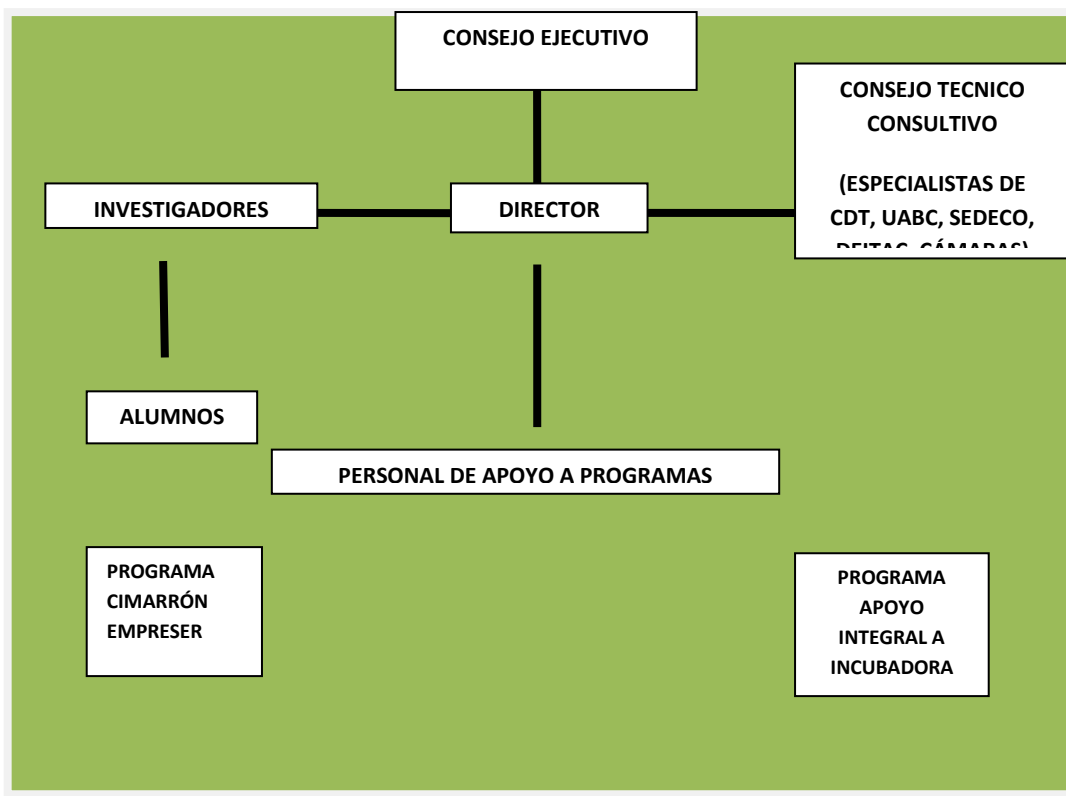 CONSEJO EJECUTIVO
CONSEJO TECNICO
CONSULTIVO
(ESPECIALISTAS DE
CDT, UABC, SEDECO,
CÁMARAS)
INVESTIGADORES
DIRECTOR
ALUMNOS
PERSONAL DE APOYO A PROGRAMAS
PROGRAMA
CIMARRÓN
EMPRESER
PROGRAMA
APOYO
INTEGRAL A
INCUBADORA